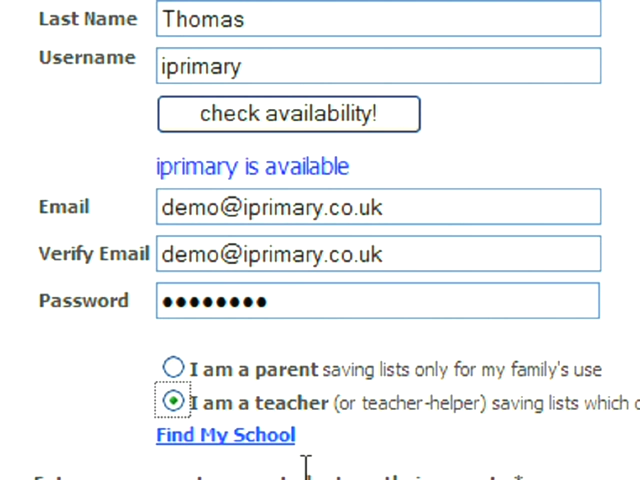 Last Name Thomas
Username iprimary
check availability!
iprimary is available
Email demo@iprimary.co.uk
Verify Email demo@iprimary.co.uk
Password ●●●●●●●●
I am a parent saving lists only for my family's use
I am a teacher (or teacher-helper) saving lists which
Find My School